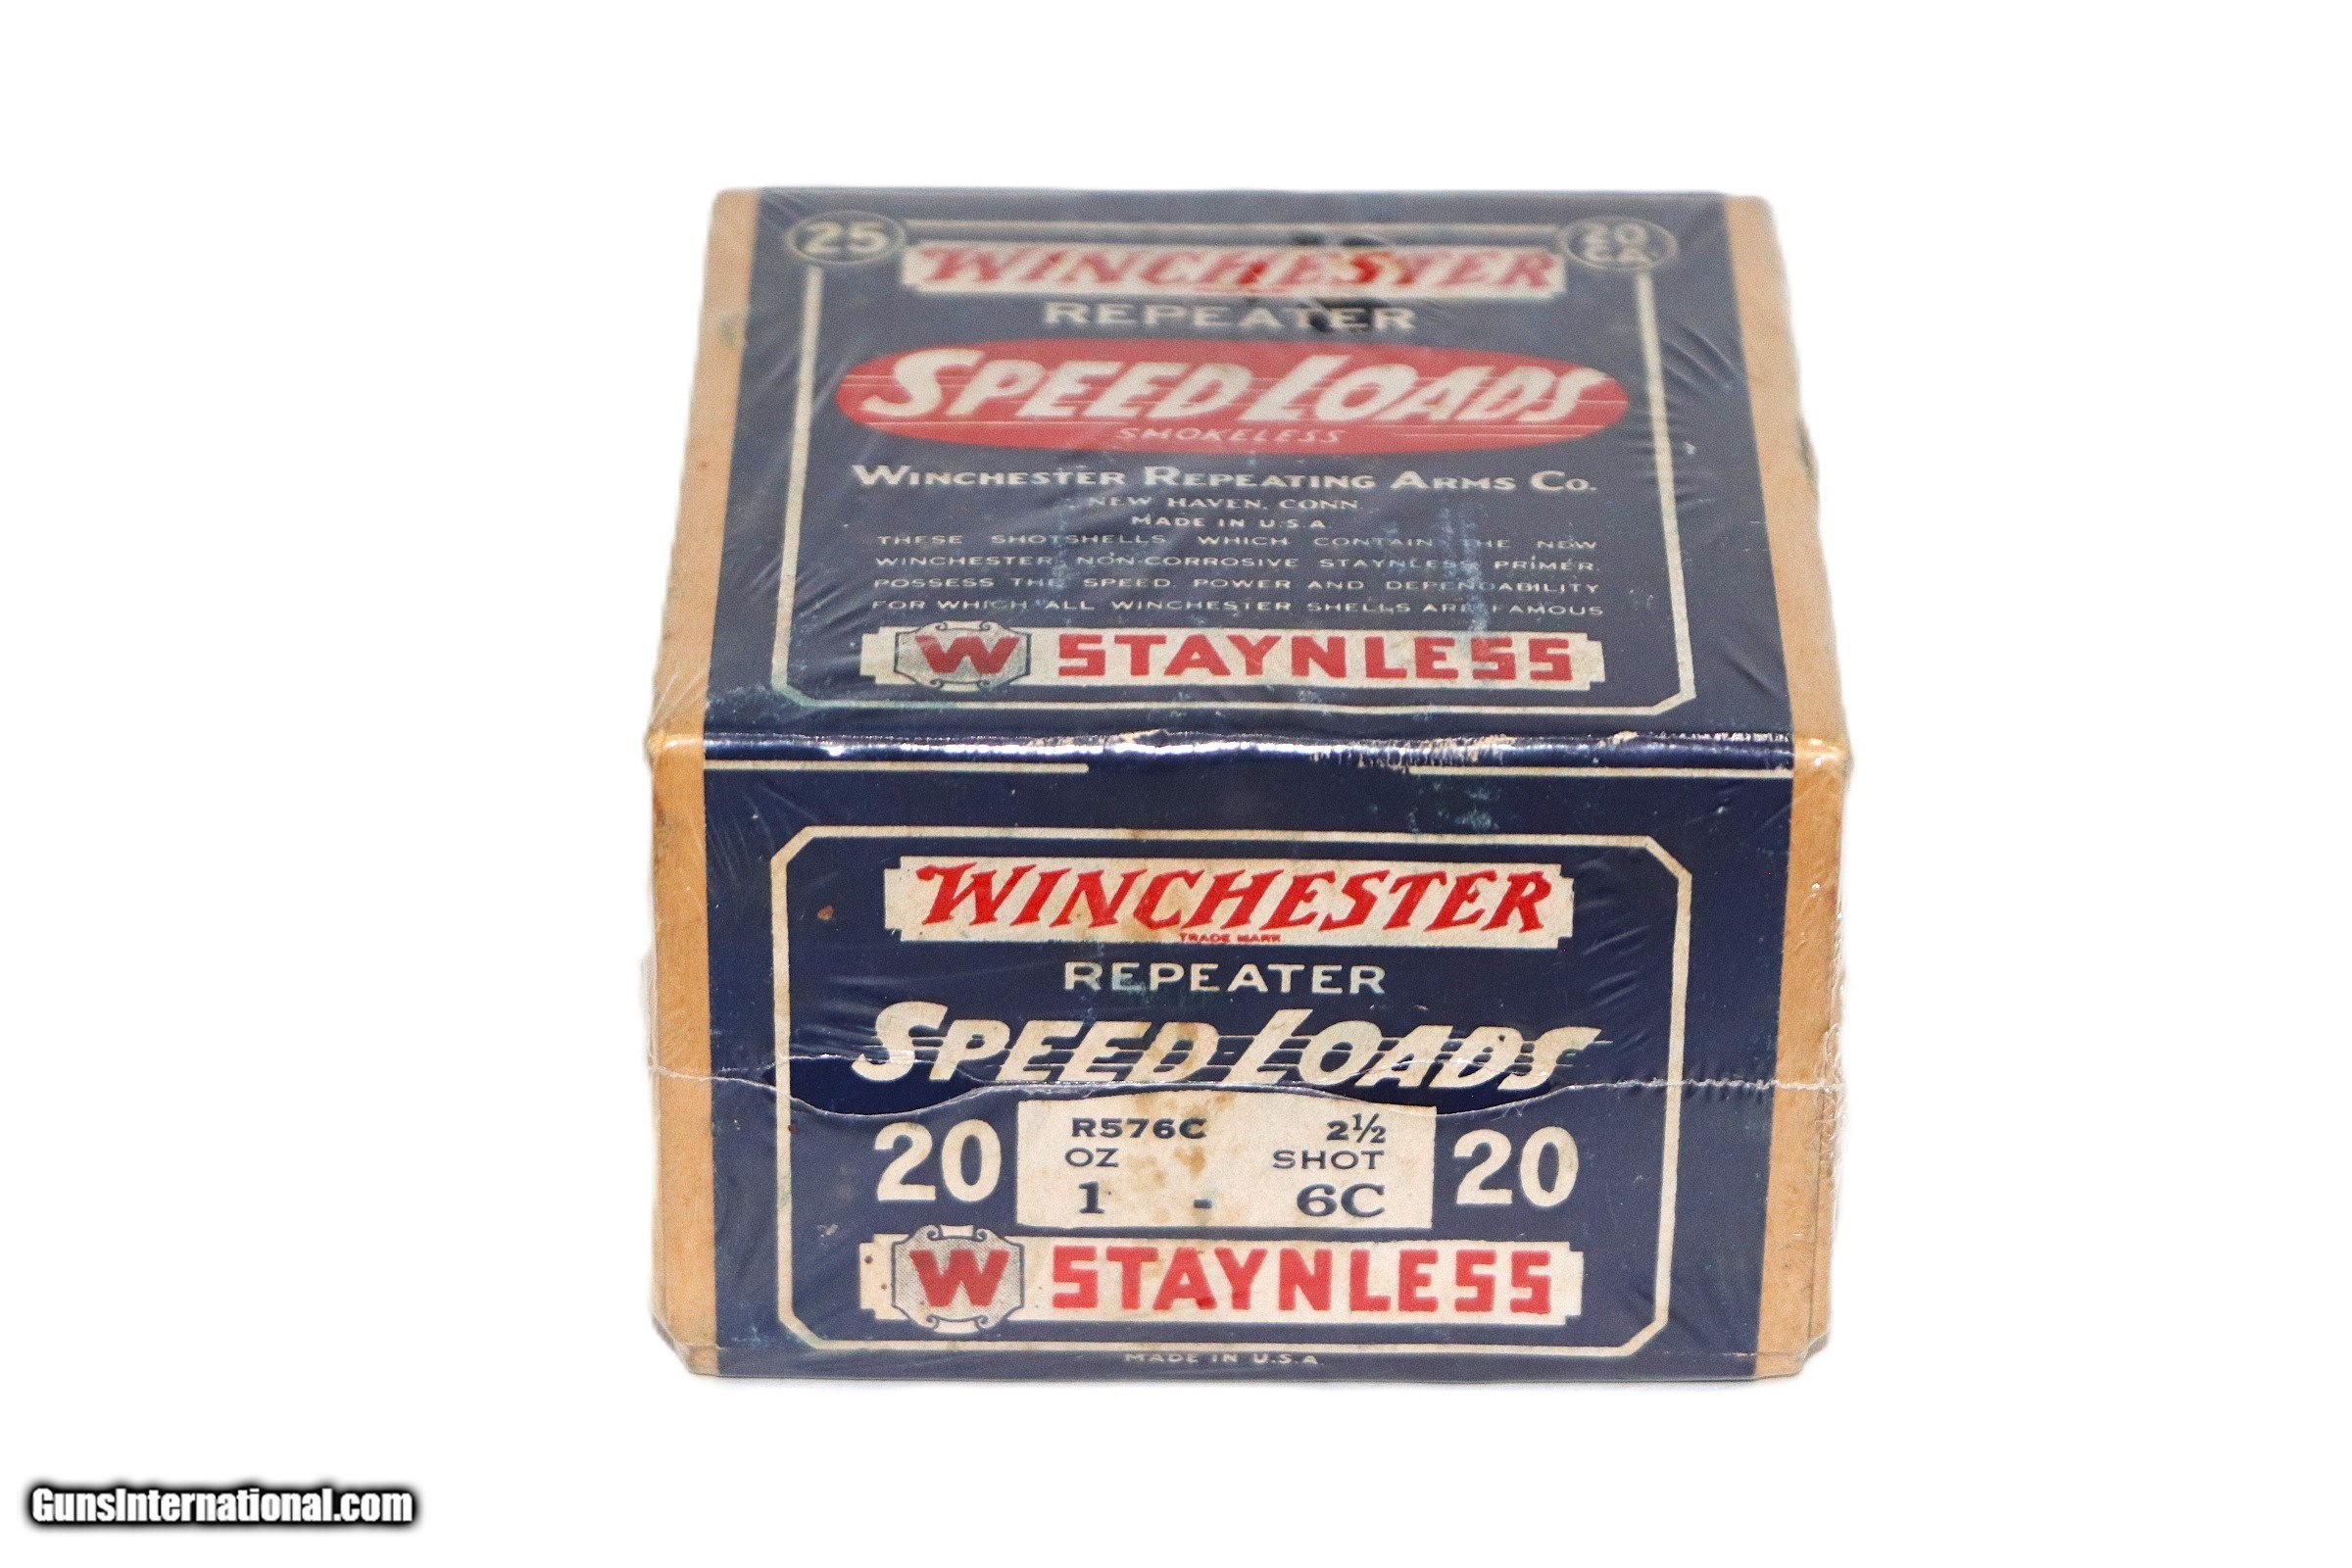 25
20
GA.
WINCHESTER
REPEATER
SPEED LOADS
SMOKELESS
WINCHESTER REPEATING ARMS CO.
NEW HAVEN, CONN
MADE IN U.S.A
THESE SHOTSHELLS WHICH CONTAIN THE NEW
WINCHESTER NON-CORROSIVE STAYNLESS PRIMER.
POSSESS THE SPEED, POWER AND DEPENDABILITY
FOR WHICH ALL WINCHESTER SHELLS ARE FAMOUS
W STAYNLESS
WINCHESTER
TRADE MARK
REPEATER
SPEED LOADS
R576C 2½
OZ SHOT
20 1 - 6C 20
W STAYNLESS
MADE IN U.S.A
GunsInternational.com